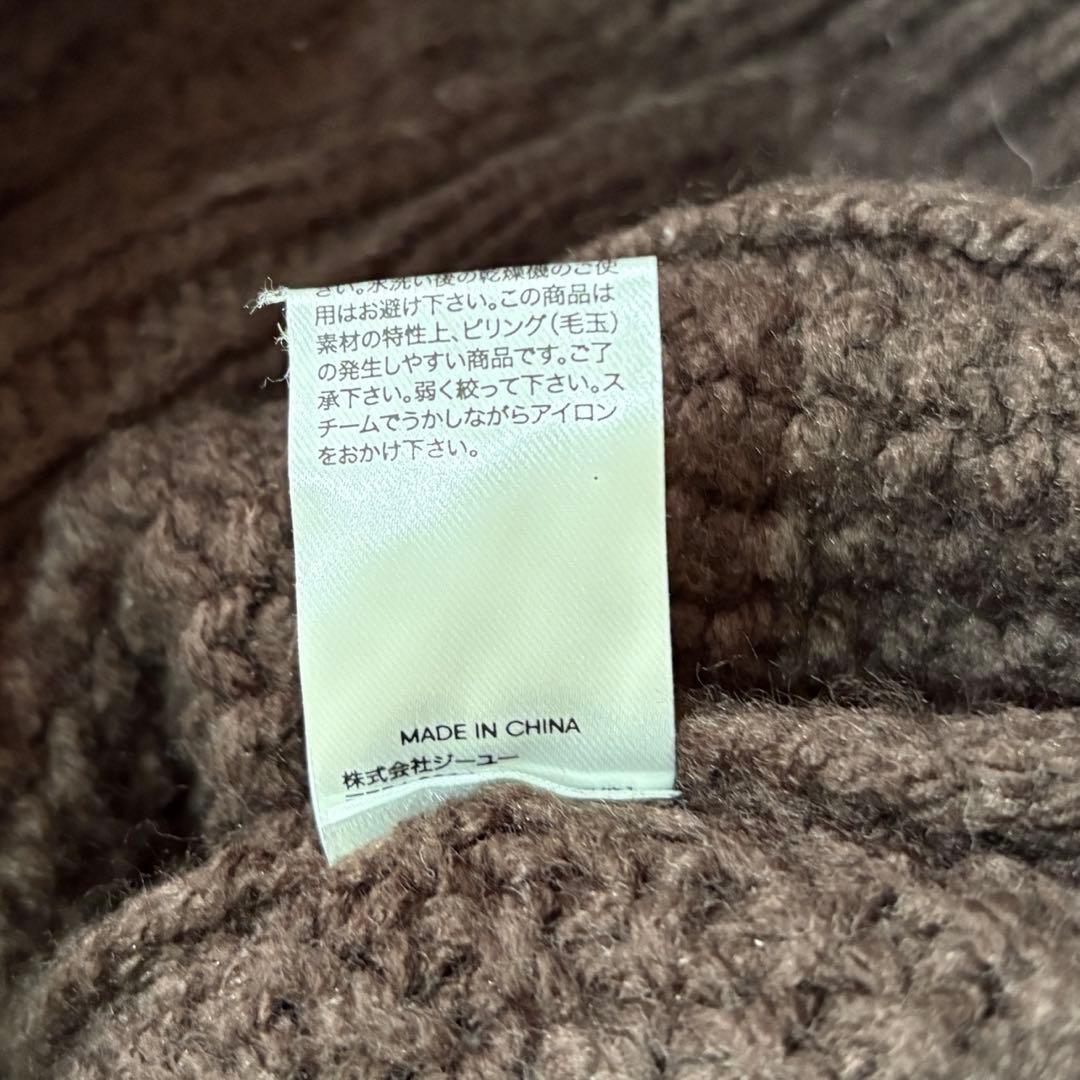 さい。水洗い後の乾燥機のご使
用はお避け下さい。この商品は
素材の特性上、ピリング(毛玉)
の発生しやすい商品です。ご了
承下さい。弱く絞って下さい。ス
チームでうかしながらアイロン
をおかけ下さい。
MADE IN CHINA
株式会社ジーユー